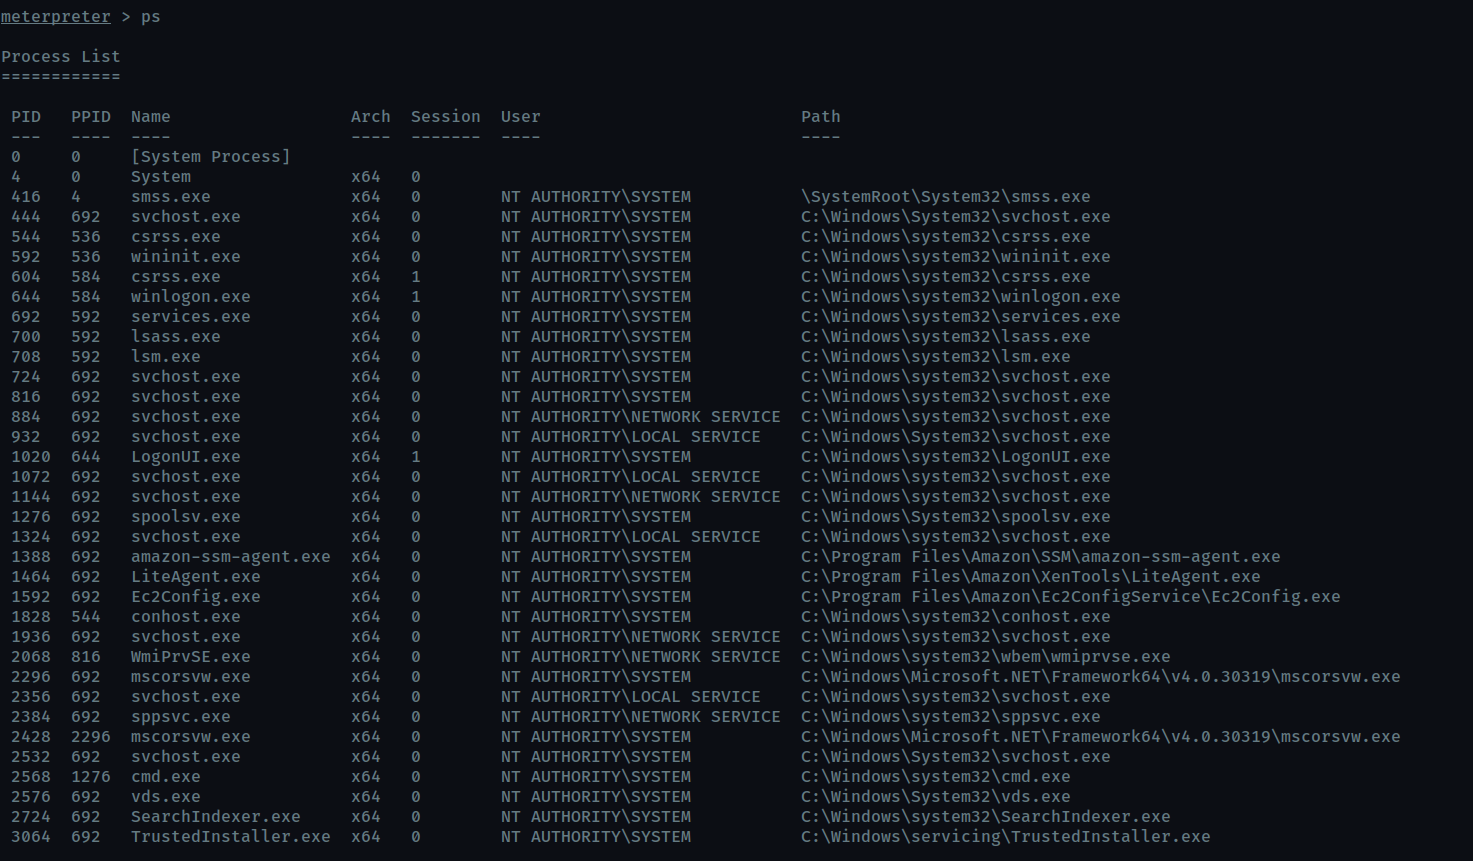 meterpreter > ps
Process List
============
PID PPID Name Arch Session User Path
--- ---- ---- ---- ------- ---- ----
0 0 [System Process]
4 0 System x64 0
416 4 smss.exe x64 0 NT AUTHORITY\SYSTEM \SystemRoot\System32\smss.exe
444 692 svchost.exe x64 0 NT AUTHORITY\SYSTEM C:\Windows\System32\svchost.exe
544 536 csrss.exe x64 0 NT AUTHORITY\SYSTEM C:\Windows\system32\csrss.exe
592 536 wininit.exe x64 0 NT AUTHORITY\SYSTEM C:\Windows\system32\wininit.exe
604 584 csrss.exe x64 1 NT AUTHORITY\SYSTEM C:\Windows\system32\csrss.exe
644 584 winlogon.exe x64 1 NT AUTHORITY\SYSTEM C:\Windows\system32\winlogon.exe
692 592 services.exe x64 0 NT AUTHORITY\SYSTEM C:\Windows\system32\services.exe
700 592 lsass.exe x64 0 NT AUTHORITY\SYSTEM C:\Windows\system32\lsass.exe
708 592 lsm.exe x64 0 NT AUTHORITY\SYSTEM C:\Windows\system32\lsm.exe
724 692 svchost.exe x64 0 NT AUTHORITY\SYSTEM C:\Windows\system32\svchost.exe
816 692 svchost.exe x64 0 NT AUTHORITY\SYSTEM C:\Windows\system32\svchost.exe
884 692 svchost.exe x64 0 NT AUTHORITY\NETWORK SERVICE C:\Windows\system32\svchost.exe
932 692 svchost.exe x64 0 NT AUTHORITY\LOCAL SERVICE C:\Windows\System32\svchost.exe
1020 644 LogonUI.exe x64 1 NT AUTHORITY\SYSTEM C:\Windows\system32\LogonUI.exe
1072 692 svchost.exe x64 0 NT AUTHORITY\LOCAL SERVICE C:\Windows\system32\svchost.exe
1144 692 svchost.exe x64 0 NT AUTHORITY\NETWORK SERVICE C:\Windows\system32\svchost.exe
1276 692 spoolsv.exe x64 0 NT AUTHORITY\SYSTEM C:\Windows\System32\spoolsv.exe
1324 692 svchost.exe x64 0 NT AUTHORITY\LOCAL SERVICE C:\Windows\system32\svchost.exe
1388 692 amazon-ssm-agent.exe x64 0 NT AUTHORITY\SYSTEM C:\Program Files\Amazon\SSM\amazon-ssm-agent.exe
1464 692 LiteAgent.exe x64 0 NT AUTHORITY\SYSTEM C:\Program Files\Amazon\XenTools\LiteAgent.exe
1592 692 Ec2Config.exe x64 0 NT AUTHORITY\SYSTEM C:\Program Files\Amazon\Ec2ConfigService\Ec2Config.exe
1828 544 conhost.exe x64 0 NT AUTHORITY\SYSTEM C:\Windows\system32\conhost.exe
1936 692 svchost.exe x64 0 NT AUTHORITY\NETWORK SERVICE C:\Windows\system32\svchost.exe
2068 816 WmiPrvSE.exe x64 0 NT AUTHORITY\NETWORK SERVICE C:\Windows\system32\wbem\wmiprvse.exe
2296 692 mscorsvw.exe x64 0 NT AUTHORITY\SYSTEM C:\Windows\Microsoft.NET\Framework64\v4.0.30319\mscorsvw.exe
2356 692 svchost.exe x64 0 NT AUTHORITY\LOCAL SERVICE C:\Windows\system32\svchost.exe
2384 692 sppsvc.exe x64 0 NT AUTHORITY\NETWORK SERVICE C:\Windows\system32\sppsvc.exe
2428 2296 mscorsvw.exe x64 0 NT AUTHORITY\SYSTEM C:\Windows\Microsoft.NET\Framework64\v4.0.30319\mscorsvw.exe
2532 692 svchost.exe x64 0 NT AUTHORITY\SYSTEM C:\Windows\System32\svchost.exe
2568 1276 cmd.exe x64 0 NT AUTHORITY\SYSTEM C:\Windows\system32\cmd.exe
2576 692 vds.exe x64 0 NT AUTHORITY\SYSTEM C:\Windows\System32\vds.exe
2724 692 SearchIndexer.exe x64 0 NT AUTHORITY\SYSTEM C:\Windows\system32\SearchIndexer.exe
3064 692 TrustedInstaller.exe x64 0 NT AUTHORITY\SYSTEM C:\Windows\servicing\TrustedInstaller.exe